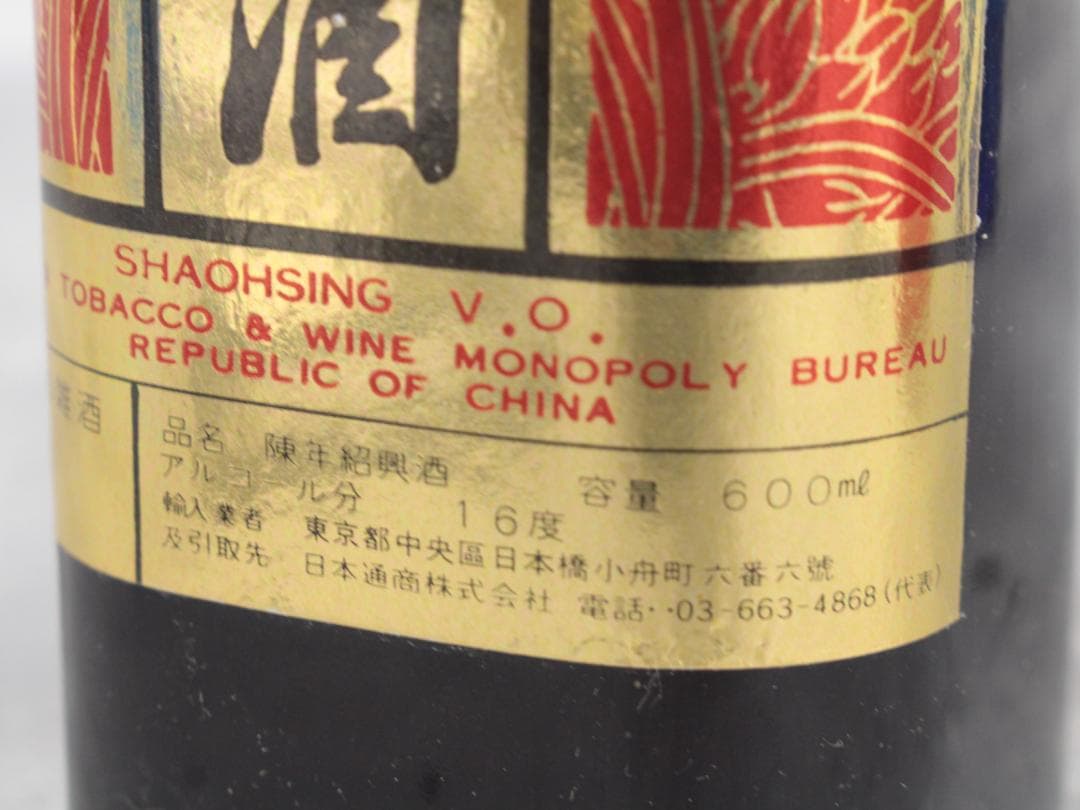 酒
SHAOHSING V.O.
TOBACCO & WINE MONOPOLY BUREAU
REPUBLIC OF CHINA
酒
品名 陳年紹興酒 容量 600ml
アルコール分 16度
輸入業者 東京都中央區日本橋小舟町六番六號
及引取先 日本通商株式会社 電話··03-663-4868(代表)